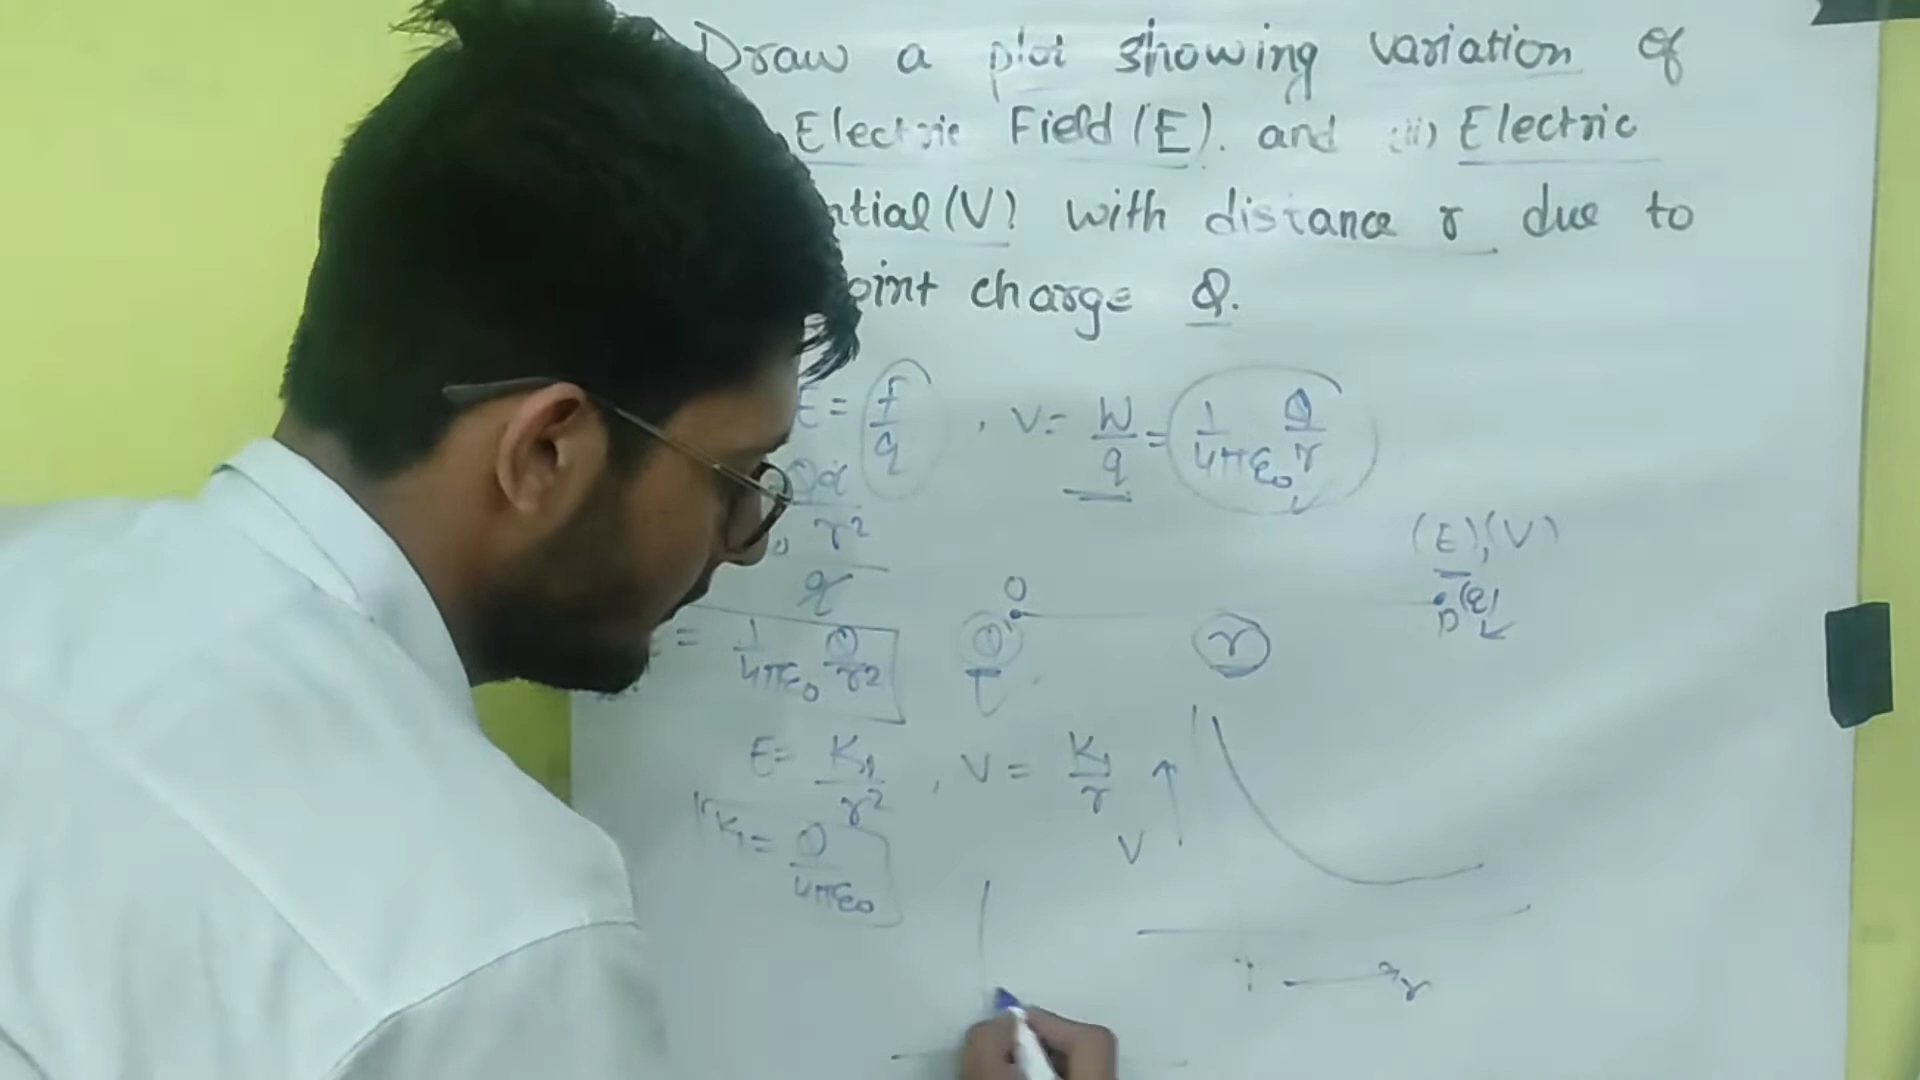 Draw a plot showing variation of
Electric Field (E). and (ii) Electric
ntial (V) with distance r due to
oint charge Q.
E = F/q , V = W/q = 1/4πε₀ Q/r
r²
q
(E), (V)
Q
(q)
P
= 1/4πε₀ Q/r²
r
E = K₁/r² , V = K₁/r
V
K₁ = Q/4πε₀
r